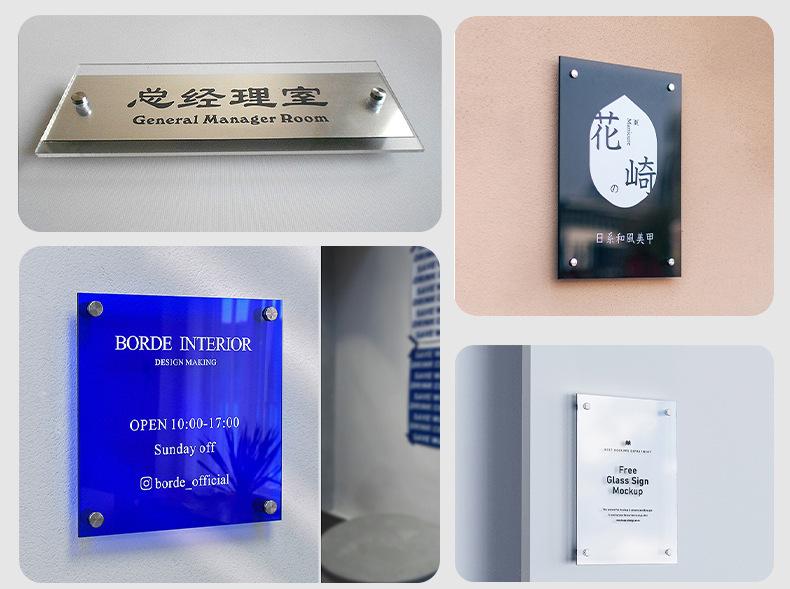 总经理室
General Manager Room
花
崎
の
Manicure
日系和風美甲
BORDE INTERIOR
DESIGN MAKING
OPEN 10:00-17:00
Sunday off
borde_official
Free
Glass Sign
Mockup